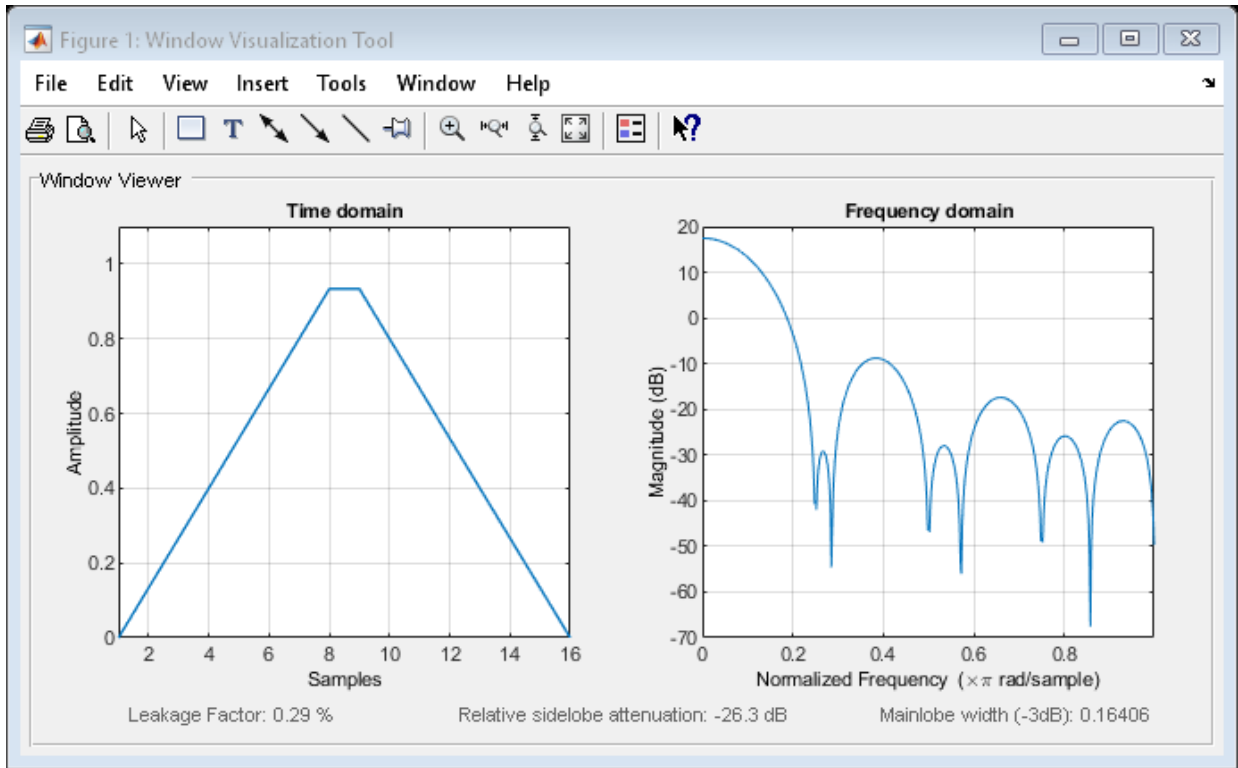 Figure 1: Window Visualization Tool
File Edit View Insert Tools Window Help
T
?
Window Viewer
Time domain
1
0.8
0.6
0.4
0.2
0
Amplitude
2 4 6 8 10 12 14 16
Samples
Frequency domain
20
10
0
-10
-20
-30
-40
-50
-60
-70
Magnitude (dB)
0 0.2 0.4 0.6 0.8
Normalized Frequency (×π rad/sample)
Leakage Factor: 0.29 % Relative sidelobe attenuation: -26.3 dB Mainlobe width (-3dB): 0.16406